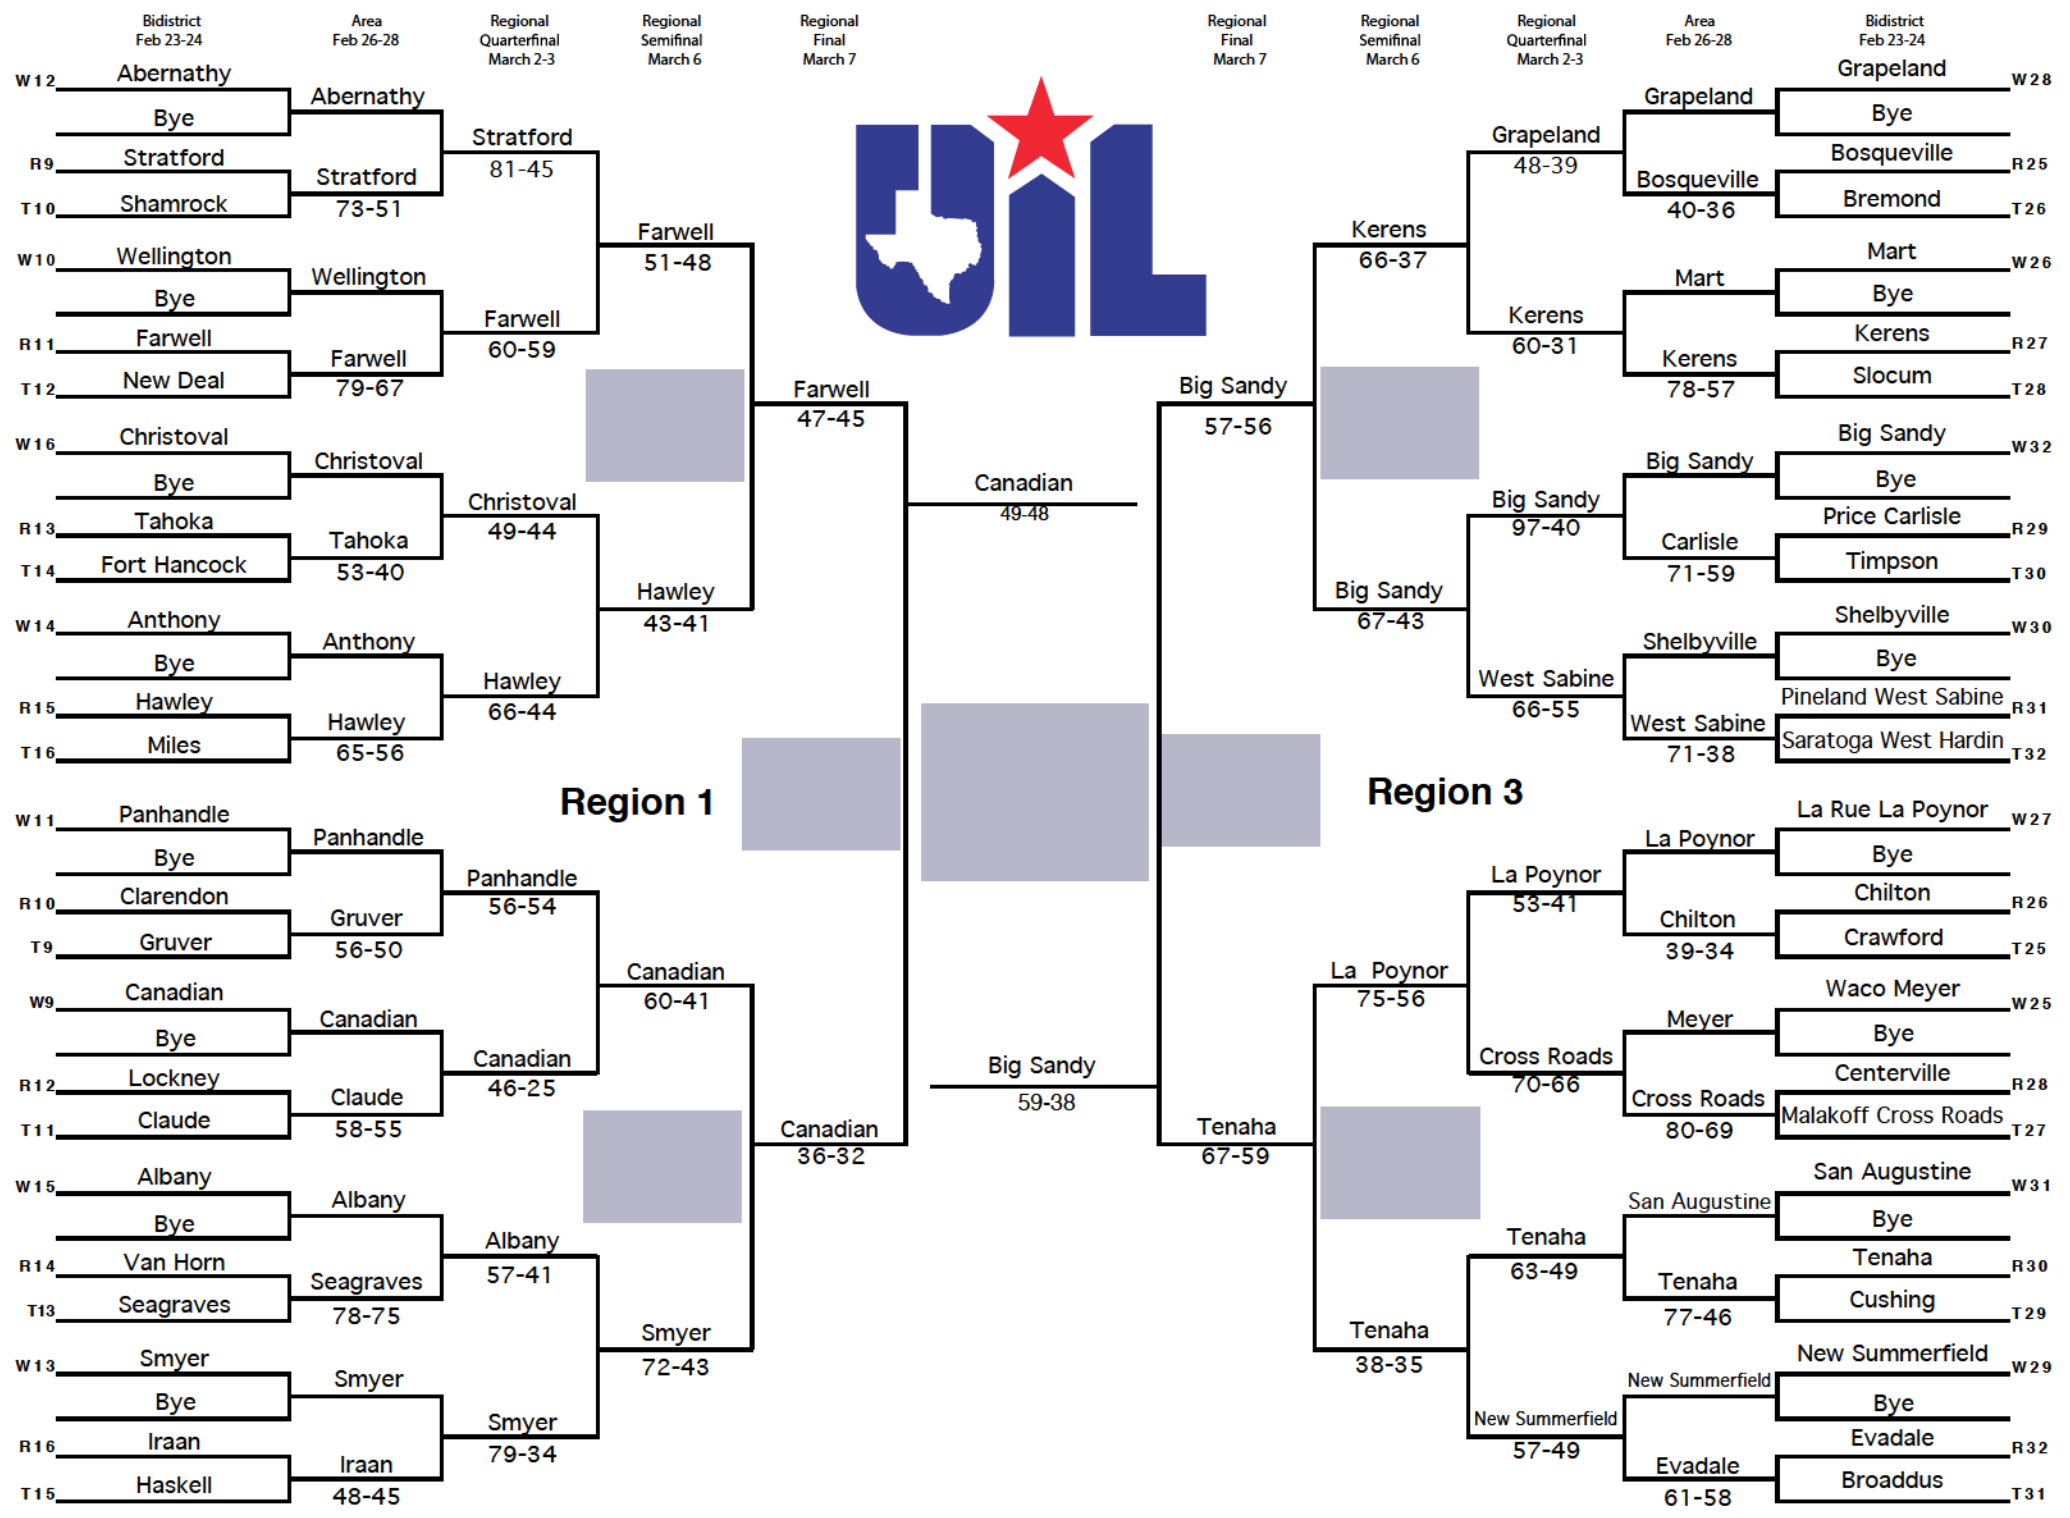 Bidistrict
Feb 23-24
Area
Feb 26-28
Regional
Quarterfinal
March 2-3
Regional
Semifinal
March 6
Regional
Final
March 7
Regional
Final
March 7
Regional
Semifinal
March 6
Regional
Quarterfinal
March 2-3
Area
Feb 26-28
Bidistrict
Feb 23-24
UIL
W12
Abernathy
Bye
R9
Stratford
T10
Shamrock
W10
Wellington
Bye
R11
Farwell
T12
New Deal
W16
Christoval
Bye
R13
Tahoka
T14
Fort Hancock
W14
Anthony
Bye
R15
Hawley
T16
Miles
W11
Panhandle
Bye
R10
Clarendon
T9
Gruver
W9
Canadian
Bye
R12
Lockney
T11
Claude
W15
Albany
Bye
R14
Van Horn
T13
Seagraves
W13
Smyer
Bye
R16
Iraan
T15
Haskell
Abernathy
Stratford
73-51
Wellington
Farwell
79-67
Christoval
Tahoka
53-40
Anthony
Hawley
65-56
Panhandle
Gruver
56-50
Canadian
Claude
58-55
Albany
Seagraves
78-75
Smyer
Iraan
48-45
Stratford
81-45
Farwell
60-59
Christoval
49-44
Hawley
66-44
Panhandle
56-54
Canadian
46-25
Albany
57-41
Smyer
79-34
Farwell
51-48
Hawley
43-41
Region 1
Canadian
60-41
Smyer
72-43
Farwell
47-45
Canadian
36-32
Canadian
49-48
Big Sandy
59-38
Big Sandy
57-56
Tenaha
67-59
Kerens
66-37
Big Sandy
67-43
Region 3
La Poynor
75-56
Tenaha
38-35
Grapeland
48-39
Kerens
60-31
Big Sandy
97-40
West Sabine
66-55
La Poynor
53-41
Cross Roads
70-66
Tenaha
63-49
New Summerfield
57-49
Grapeland
Bosqueville
40-36
Mart
Kerens
78-57
Big Sandy
Carlisle
71-59
Shelbyville
West Sabine
71-38
La Poynor
Chilton
39-34
Meyer
Cross Roads
80-69
San Augustine
Tenaha
77-46
New Summerfield
Evadale
61-58
Grapeland
W28
Bye
Bosqueville
R25
Bremond
T26
Mart
W26
Bye
Kerens
R27
Slocum
T28
Big Sandy
W32
Bye
Price Carlisle
R29
Timpson
T30
Shelbyville
W30
Bye
Pineland West Sabine
R31
Saratoga West Hardin
T32
La Rue La Poynor
W27
Bye
Chilton
R26
Crawford
T25
Waco Meyer
W25
Bye
Centerville
R28
Malakoff Cross Roads
T27
San Augustine
W31
Bye
Tenaha
R30
Cushing
T29
New Summerfield
W29
Bye
Evadale
R32
Broaddus
T31